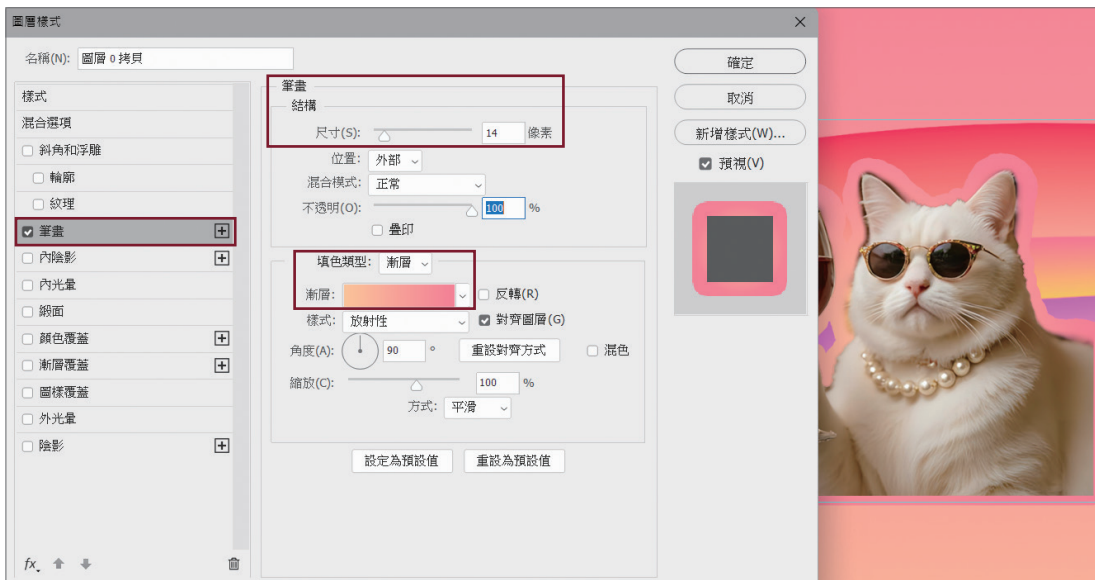 圖層樣式
名稱(N): 圖層 0 拷貝
樣式
混合選項
斜角和浮雕
輪廓
紋理
筆畫
內陰影
內光暈
緞面
顏色覆蓋
漸層覆蓋
圖樣覆蓋
外光暈
陰影
fx
筆畫
結構
尺寸(S): 14 像素
位置: 外部
混合模式: 正常
不透明(O): 100 %
疊印
填色類型: 漸層
漸層: 反轉(R)
樣式: 放射性 對齊圖層(G)
角度(A): 90 ° 重設對齊方式 混色
縮放(C): 100 %
方式: 平滑
設定為預設值 重設為預設值
確定
取消
新增樣式(W)...
預視(V)